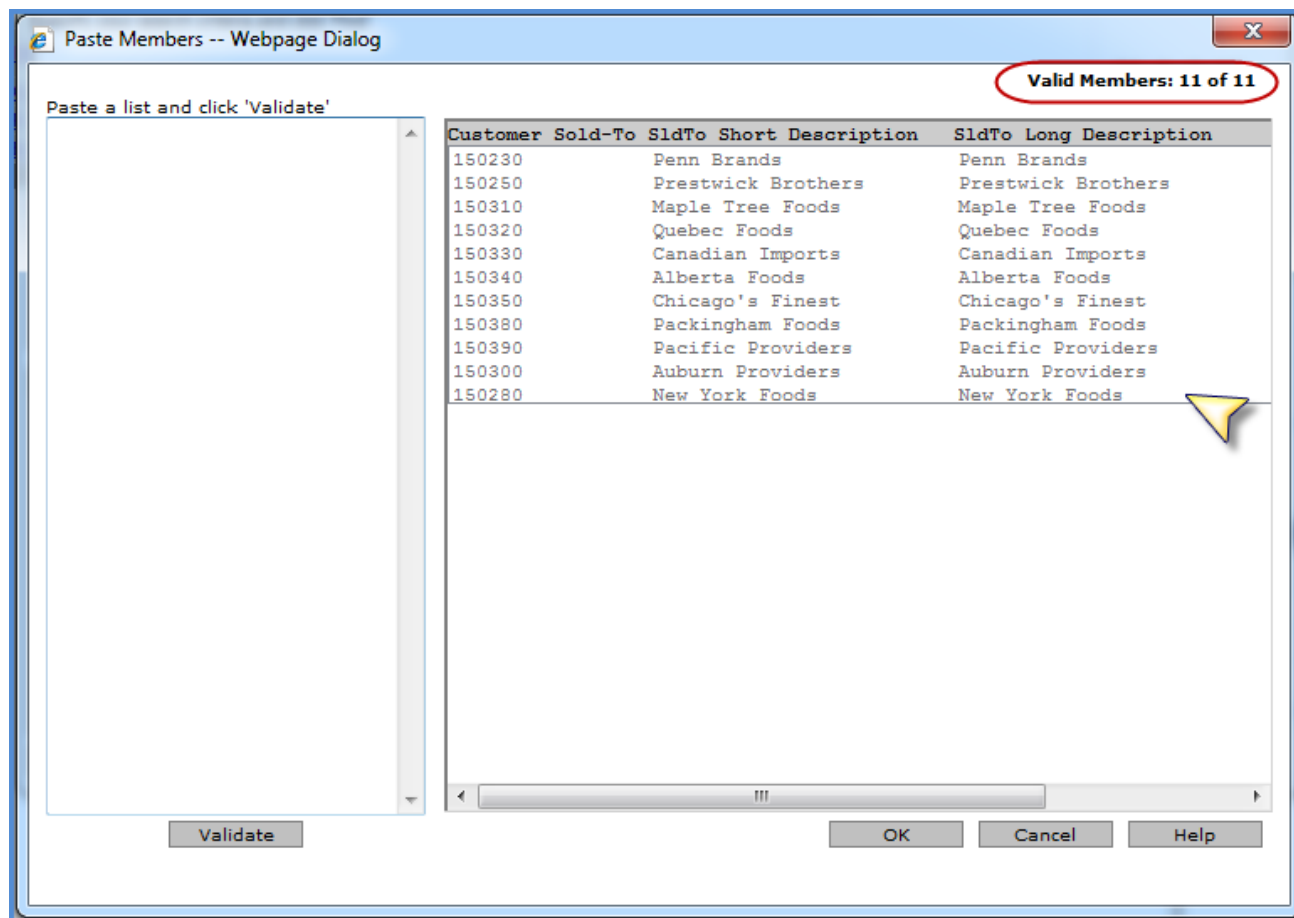 Paste Members -- Webpage Dialog
Valid Members: 11 of 11
Paste a list and click 'Validate'
Customer Sold-To SldTo Short Description SldTo Long Description
150230 Penn Brands Penn Brands
150250 Prestwick Brothers Prestwick Brothers
150310 Maple Tree Foods Maple Tree Foods
150320 Quebec Foods Quebec Foods
150330 Canadian Imports Canadian Imports
150340 Alberta Foods Alberta Foods
150350 Chicago's Finest Chicago's Finest
150380 Packingham Foods Packingham Foods
150390 Pacific Providers Pacific Providers
150300 Auburn Providers Auburn Providers
150280 New York Foods New York Foods
Validate OK Cancel Help